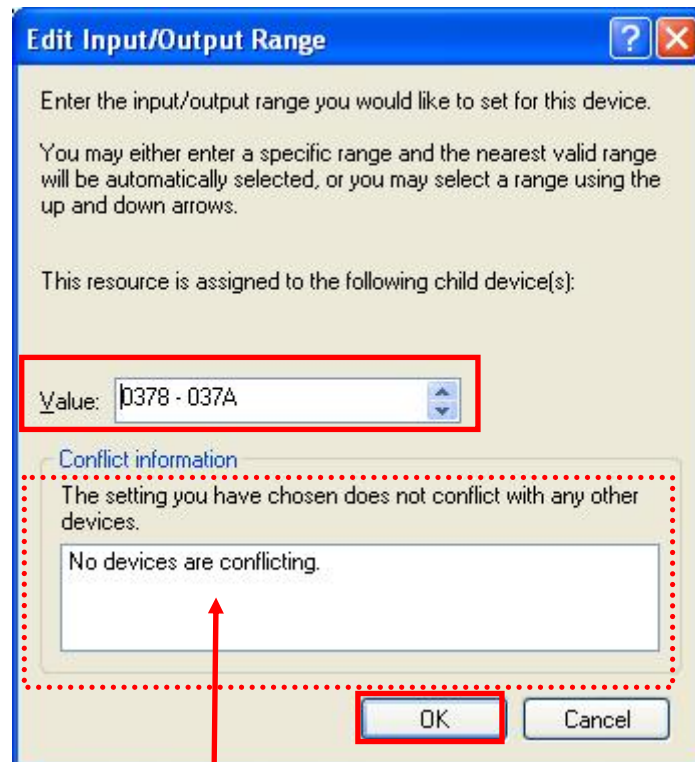 Edit Input/Output Range
Enter the input/output range you would like to set for this device.
You may either enter a specific range and the nearest valid range
will be automatically selected, or you may select a range using the
up and down arrows.
This resource is assigned to the following child device(s):
Value: 0378 - 037A
Conflict information
The setting you have chosen does not conflict with any other
devices.
No devices are conflicting.
OK Cancel